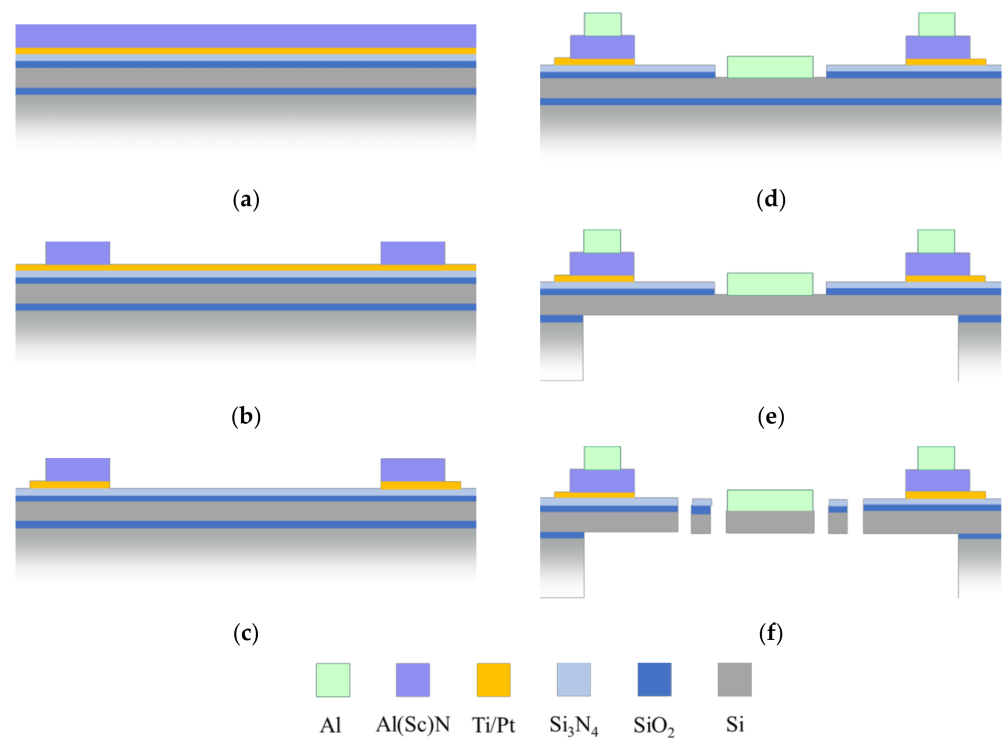 (a)
(b)
(c)
(d)
(e)
(f)
Al Al(Sc)N Ti/Pt Si₃N₄ SiO₂ Si